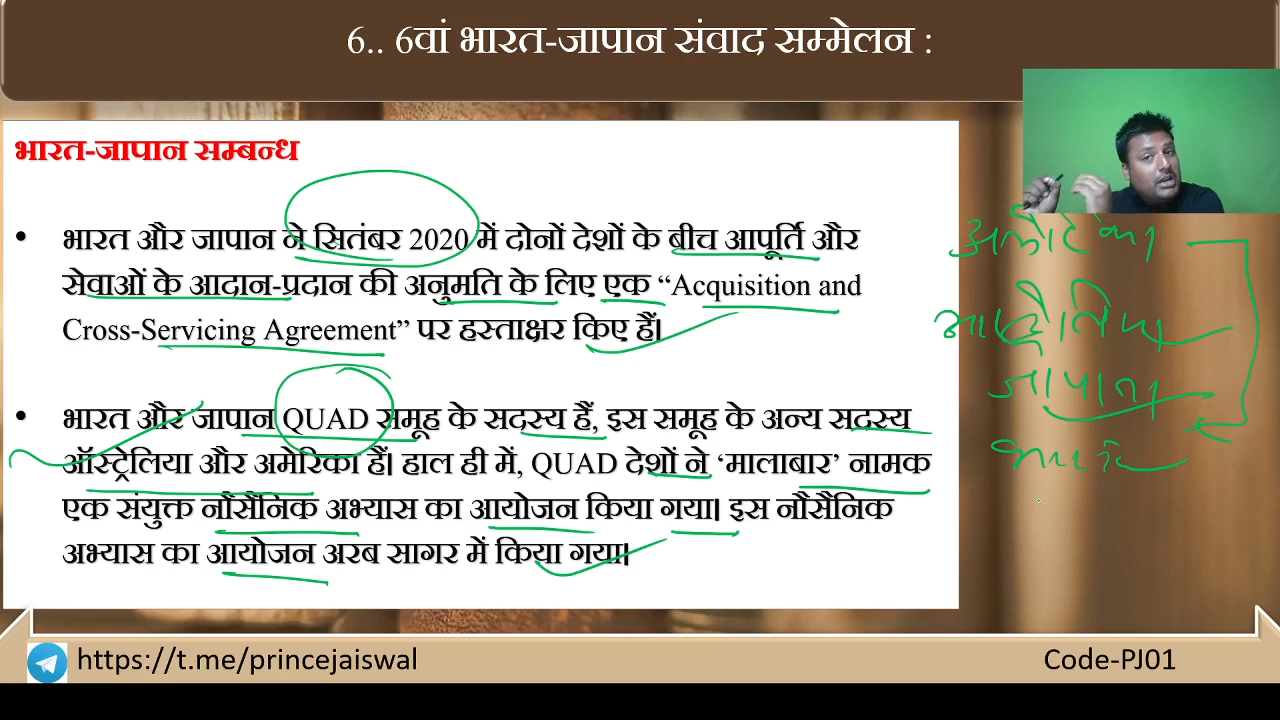 6.. 6वां भारत-जापान संवाद सम्मेलन :
भारत-जापान सम्बन्ध
• भारत और जापान ने सितंबर 2020 में दोनों देशों के बीच आपूर्ति और
सेवाओं के आदान-प्रदान की अनुमति के लिए एक “Acquisition and
Cross-Servicing Agreement” पर हस्ताक्षर किए हैं।
• भारत और जापान QUAD समूह के सदस्य हैं, इस समूह के अन्य सदस्य
ऑस्ट्रेलिया और अमेरिका हैं। हाल ही में, QUAD देशों ने ‘मालाबार’ नामक
एक संयुक्त नौसैनिक अभ्यास का आयोजन किया गया। इस नौसैनिक
अभ्यास का आयोजन अरब सागर में किया गया।
जापान
भारत
https://t.me/princejaiswal
Code-PJ01